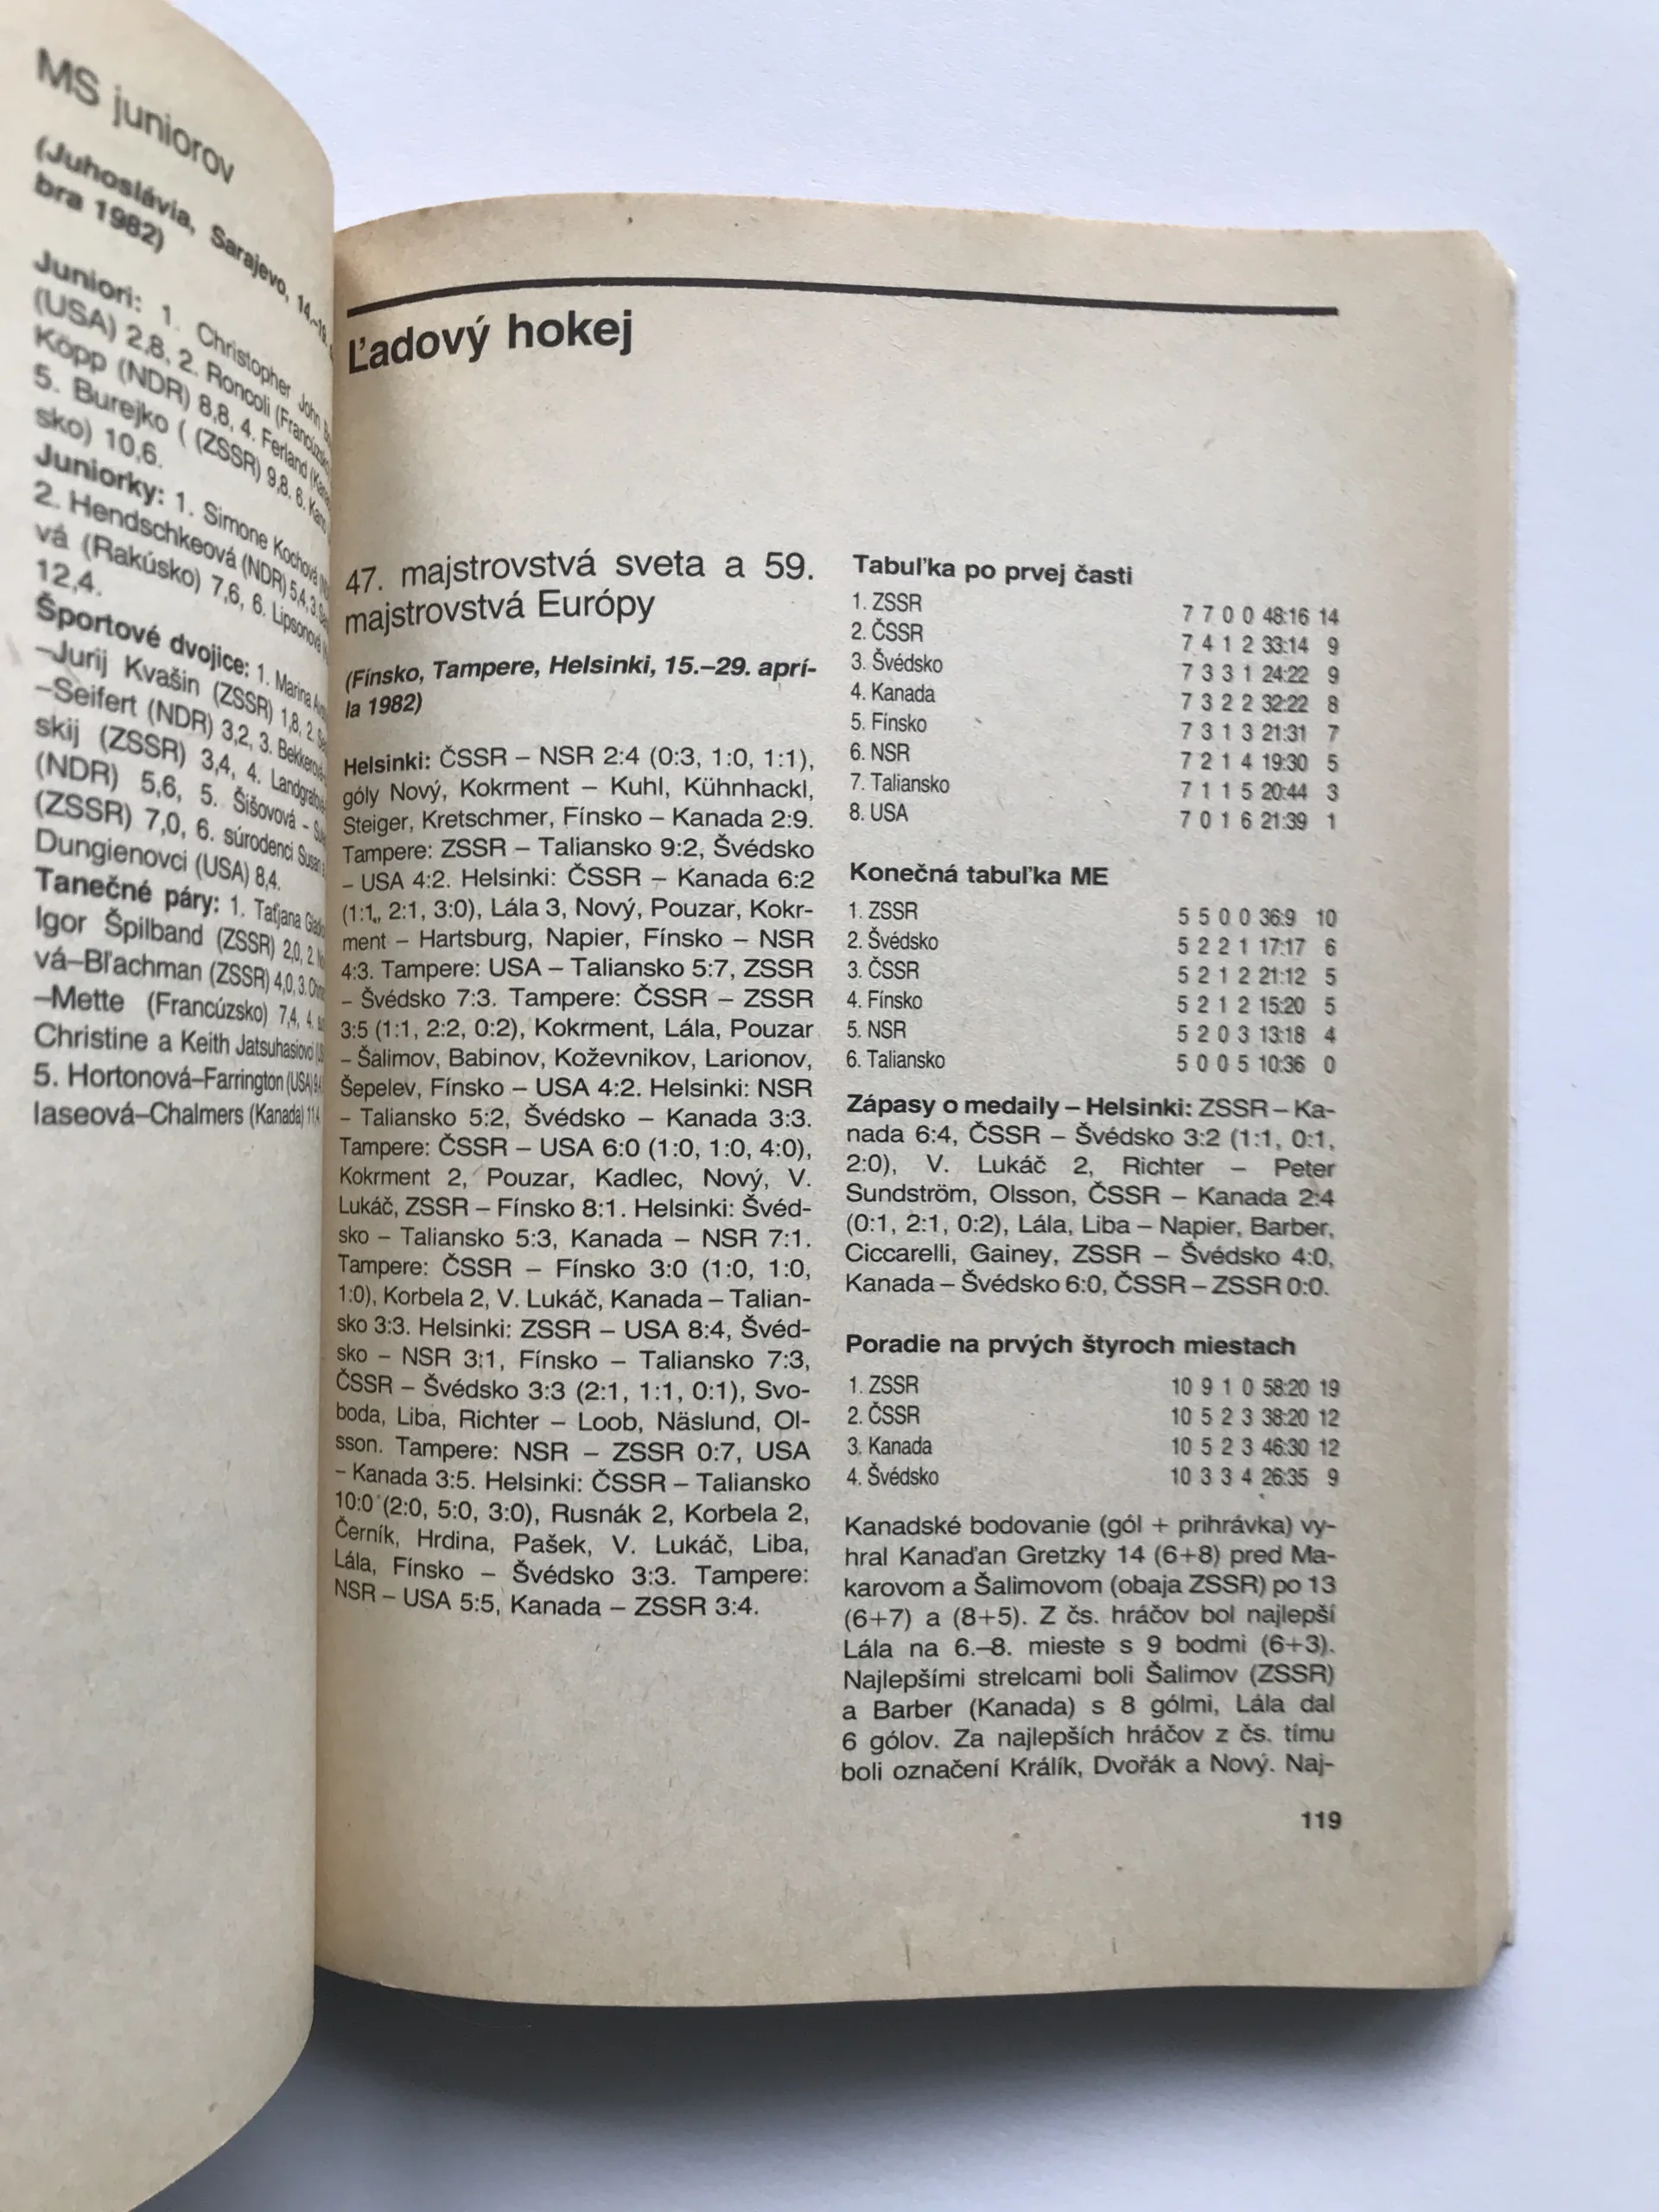 MS juniorov
(Juhoslávia, Sarajevo, 14.–19.
bra 1982)
Juniori: 1. Christopher John
(USA) 2,8, 2. Roncoli (Francúzsko
Köpp (NDR) 8,8, 4. Ferland (Kana
5. Burejko ( (ZSSR) 9,8. 6.
sko) 10,6.
Juniorky: 1. Simone Kochová
2. Hendschkeová (NDR) 5,4, 3.
vá (Rakúsko) 7,6, 6. Lipsonová
12,4.
Športové dvojice: 1. Marina
–Jurij Kvašin (ZSSR) 1,8, 2.
–Seifert (NDR) 3,2, 3. Bekkerová–
skij (ZSSR) 3,4, 4. Landgrafová
(NDR) 5,6, 5. Šišovová –
(ZSSR) 7,0, 6. súrodenci Susan
Dungienovci (USA) 8,4.
Tanečné páry: 1. Taťjana
Igor Špilband (ZSSR) 2,0, 2.
vá–Bľachman (ZSSR) 4,0, 3.
–Mette (Francúzsko) 7,4, 4.
Christine a Keith Jatsuhasiovci
5. Hortonová–Farrington (USA)
laseová–Chalmers (Kanada) 11,4
Ľadový hokej
47. majstrovstvá sveta a 59.
majstrovstvá Európy
(Fínsko, Tampere, Helsinki, 15.–29. aprí-
la 1982)
Helsinki: ČSSR – NSR 2:4 (0:3, 1:0, 1:1),
góly Nový, Kokrment – Kuhl, Kühnhackl,
Steiger, Kretschmer, Fínsko – Kanada 2:9.
Tampere: ZSSR – Taliansko 9:2, Švédsko
– USA 4:2. Helsinki: ČSSR – Kanada 6:2
(1:1,, 2:1, 3:0), Lála 3, Nový, Pouzar, Kokr-
ment – Hartsburg, Napier, Fínsko – NSR
4:3. Tampere: USA – Taliansko 5:7, ZSSR
– Švédsko 7:3. Tampere: ČSSR – ZSSR
3:5 (1:1, 2:2, 0:2), Kokrment, Lála, Pouzar
– Šalimov, Babinov, Koževnikov, Larionov,
Šepelev, Fínsko – USA 4:2. Helsinki: NSR
– Taliansko 5:2, Švédsko – Kanada 3:3.
Tampere: ČSSR – USA 6:0 (1:0, 1:0, 4:0),
Kokrment 2, Pouzar, Kadlec, Nový, V.
Lukáč, ZSSR – Fínsko 8:1. Helsinki: Švéd-
sko – Taliansko 5:3, Kanada – NSR 7:1.
Tampere: ČSSR – Fínsko 3:0 (1:0, 1:0,
1:0), Korbela 2, V. Lukáč, Kanada – Talian-
sko 3:3. Helsinki: ZSSR – USA 8:4, Švéd-
sko – NSR 3:1, Fínsko – Taliansko 7:3,
ČSSR – Švédsko 3:3 (2:1, 1:1, 0:1), Svo-
boda, Liba, Richter – Loob, Näslund, Ol-
sson. Tampere: NSR – ZSSR 0:7, USA
– Kanada 3:5. Helsinki: ČSSR – Taliansko
10:0 (2:0, 5:0, 3:0), Rusnák 2, Korbela 2,
Černík, Hrdina, Pašek, V. Lukáč, Liba,
Lála, Fínsko – Švédsko 3:3. Tampere:
NSR – USA 5:5, Kanada – ZSSR 3:4.
Tabuľka po prvej časti
1. ZSSR 7 7 0 0 48:16 14
2. ČSSR 7 4 1 2 33:14 9
3. Švédsko 7 3 3 1 24:22 9
4. Kanada 7 3 2 2 32:22 8
5. Fínsko 7 3 1 3 21:31 7
6. NSR 7 2 1 4 19:30 5
7. Taliansko 7 1 1 5 20:44 3
8. USA 7 0 1 6 21:39 1
Konečná tabuľka ME
1. ZSSR 5 5 0 0 36:9 10
2. Švédsko 5 2 2 1 17:17 6
3. ČSSR 5 2 1 2 21:12 5
4. Fínsko 5 2 1 2 15:20 5
5. NSR 5 2 0 3 13:18 4
6. Taliansko 5 0 0 5 10:36 0
Zápasy o medaily – Helsinki: ZSSR – Ka-
nada 6:4, ČSSR – Švédsko 3:2 (1:1, 0:1,
2:0), V. Lukáč 2, Richter – Peter
Sundström, Olsson, ČSSR – Kanada 2:4
(0:1, 2:1, 0:2), Lála, Liba – Napier, Barber,
Ciccarelli, Gainey, ZSSR – Švédsko 4:0,
Kanada – Švédsko 6:0, ČSSR – ZSSR 0:0.
Poradie na prvých štyroch miestach
1. ZSSR 10 9 1 0 58:20 19
2. ČSSR 10 5 2 3 38:20 12
3. Kanada 10 5 2 3 46:30 12
4. Švédsko 10 3 3 4 26:35 9
Kanadské bodovanie (gól + prihrávka) vy-
hral Kanaďan Gretzky 14 (6+8) pred Ma-
karovom a Šalimovom (obaja ZSSR) po 13
(6+7) a (8+5). Z čs. hráčov bol najlepší
Lála na 6.–8. mieste s 9 bodmi (6+3).
Najlepšími strelcami boli Šalimov (ZSSR)
a Barber (Kanada) s 8 gólmi, Lála dal
6 gólov. Za najlepších hráčov z čs. tímu
boli označení Králík, Dvořák a Nový. Naj-
119